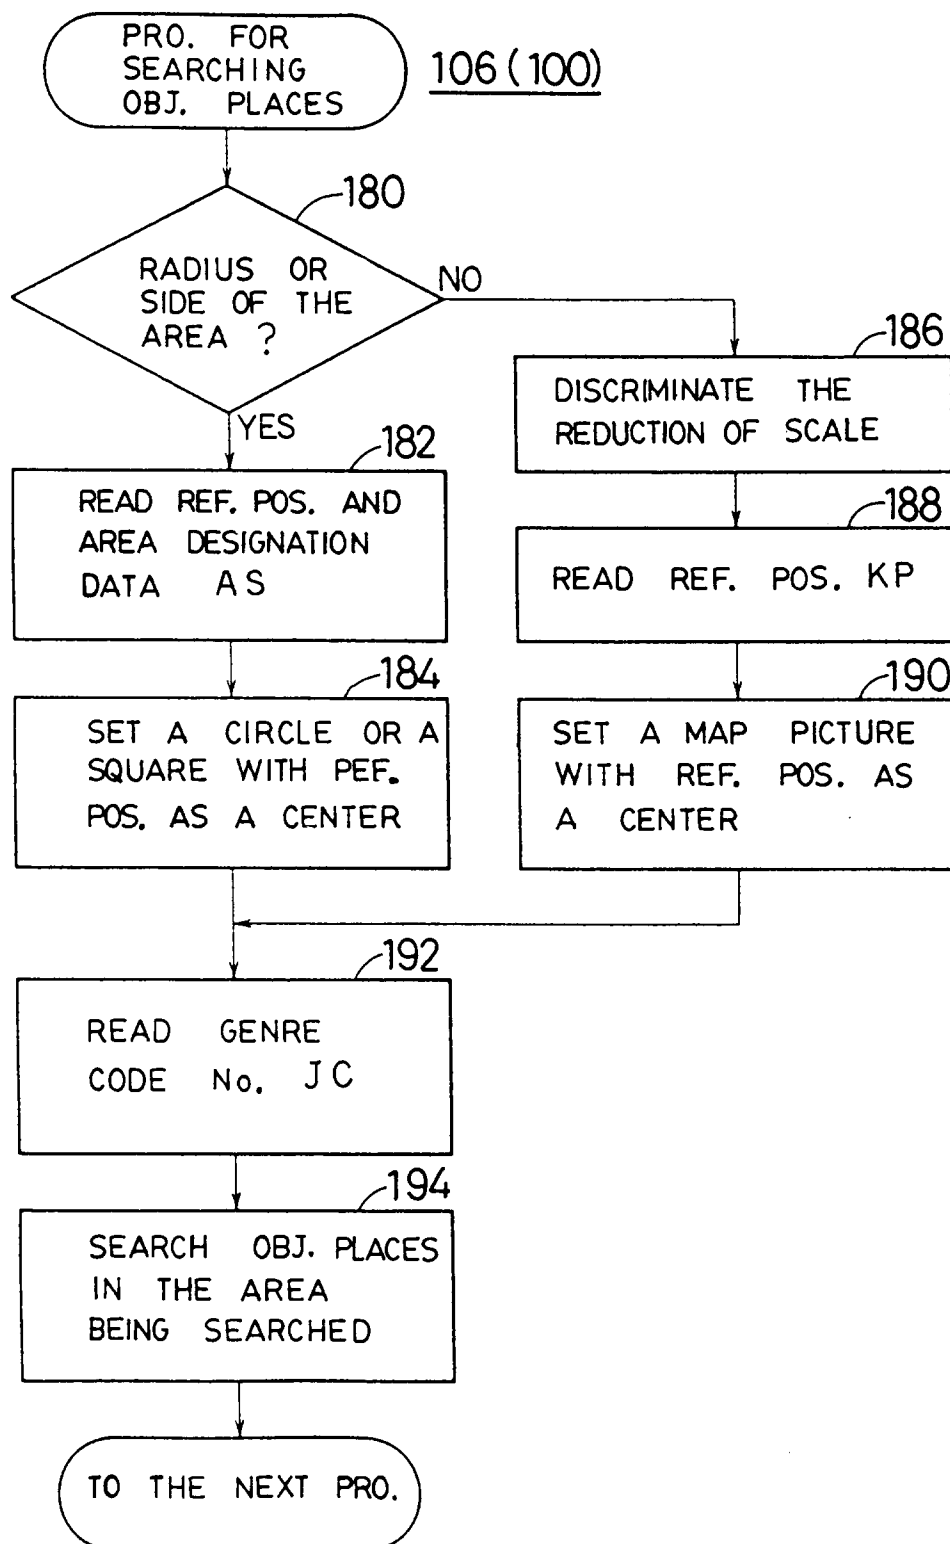 PRO. FOR
SEARCHING
OBJ. PLACES
106 (100)
180
RADIUS OR
SIDE OF THE
AREA ?
NO
YES
186
DISCRIMINATE THE
REDUCTION OF SCALE
182
READ REF. POS. AND
AREA DESIGNATION
DATA AS
188
READ REF. POS. KP
184
SET A CIRCLE OR A
SQUARE WITH PEF.
POS. AS A CENTER
190
SET A MAP PICTURE
WITH REF. POS. AS
A CENTER
192
READ GENRE
CODE No. JC
194
SEARCH OBJ. PLACES
IN THE AREA
BEING SEARCHED
TO THE NEXT PRO.